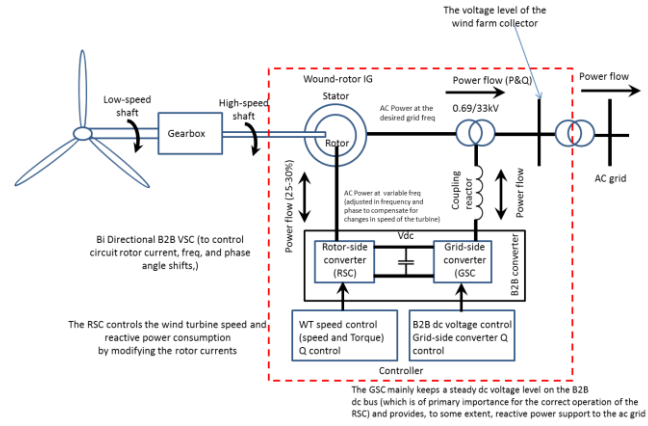 The voltage level of the
wind farm collector
Wound-rotor IG
Stator
Rotor
Power flow (P&Q)
Power flow
0.69/33kV
Low-speed
shaft
High-speed
shaft
Gearbox
AC Power at the
desired grid freq
AC grid
Power flow (25-30%)
AC Power at variable freq
(adjusted in frequency and
phase to compensate for
changes in speed of the turbine)
Coupling
reactor
Power
flow
Bi Directional B2B VSC (to control
circuit rotor current, freq, and phase
angle shifts,)
Vdc
Rotor-side
converter
(RSC)
Grid-side
converter
(GSC)
B2B converter
The RSC controls the wind turbine speed and
reactive power consumption
by modifying the rotor currents
WT speed control
(speed and Torque)
Q control
B2B dc voltage control
Grid-side converter Q
control
Controller
The GSC mainly keeps a steady dc voltage level on the B2B
dc bus (which is of primary importance for the correct operation of the
RSC) and provides, to some extent, reactive power support to the ac grid